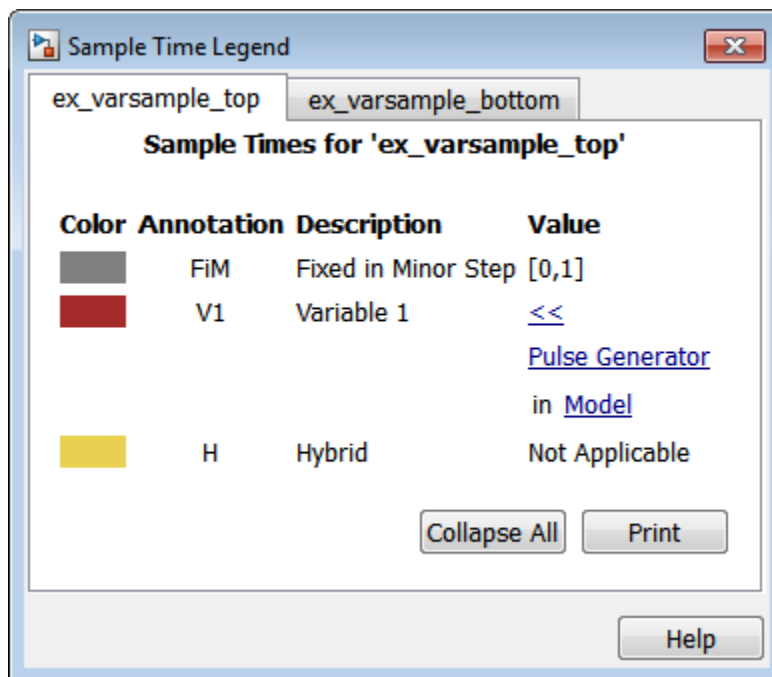 Sample Time Legend
ex_varsample_top ex_varsample_bottom
Sample Times for 'ex_varsample_top'
Color Annotation Description Value
FiM Fixed in Minor Step [0,1]
V1 Variable 1 <<
Pulse Generator
in Model
H Hybrid Not Applicable
Collapse All Print
Help